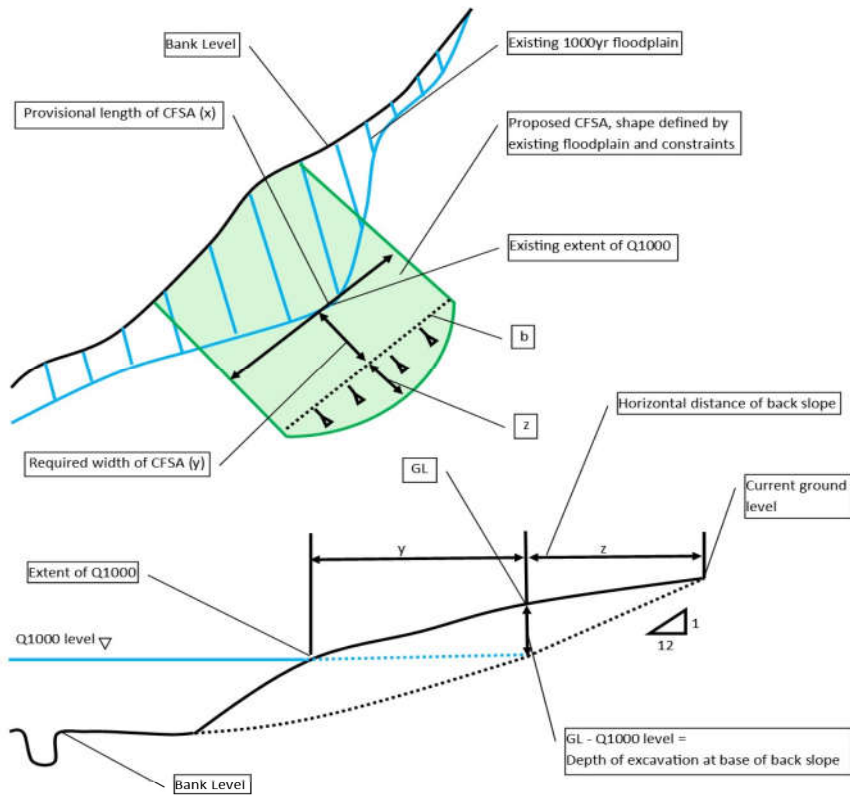 Bank Level
Existing 1000yr floodplain
Provisional length of CFSA (x)
Proposed CFSA, shape defined by
existing floodplain and constraints
Existing extent of Q1000
b
z
Horizontal distance of back slope
Required width of CFSA (y)
GL
Current ground
level
Extent of Q1000
y
z
Q1000 level
1
12
GL - Q1000 level =
Depth of excavation at base of back slope
Bank Level